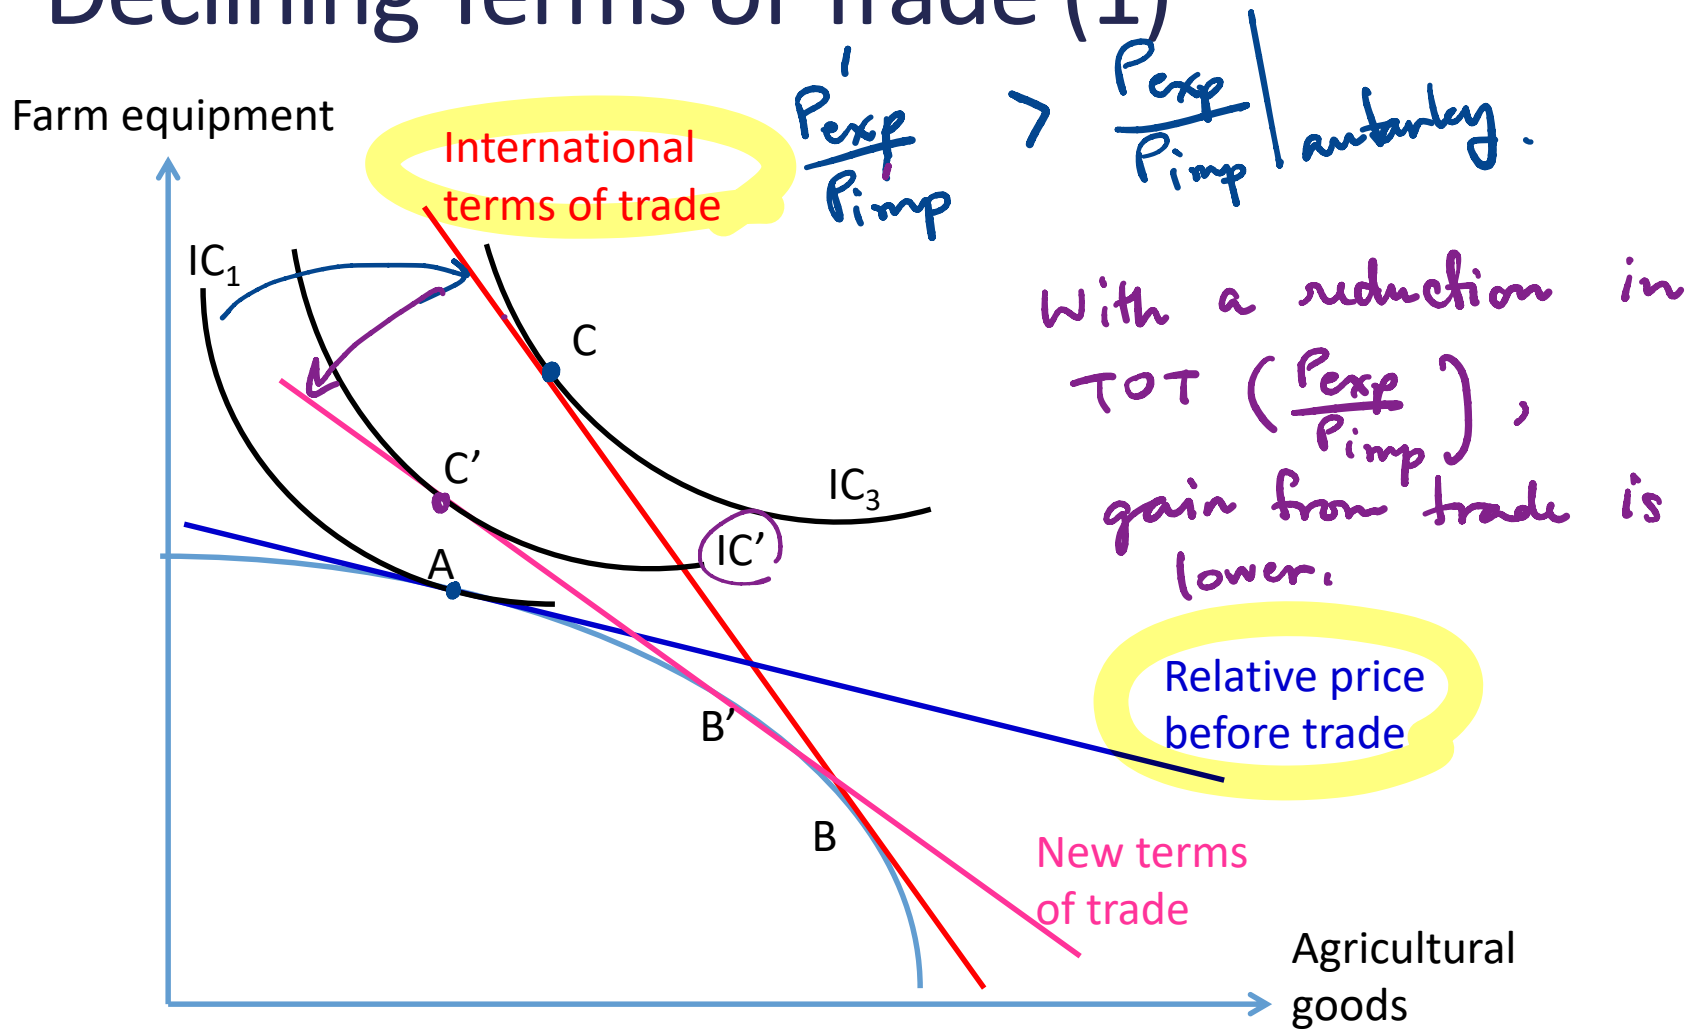 Declining Terms of Trade (1)
Farm equipment
International
terms of trade
P'exp
Pimp
>
Pexp
Pimp
autarky.
IC1
With a reduction in
TOT (Pexp
Pimp),
gain from trade is
lower.
C
C'
IC3
IC'
A
Relative price
before trade
B'
B
New terms
of trade
Agricultural
goods